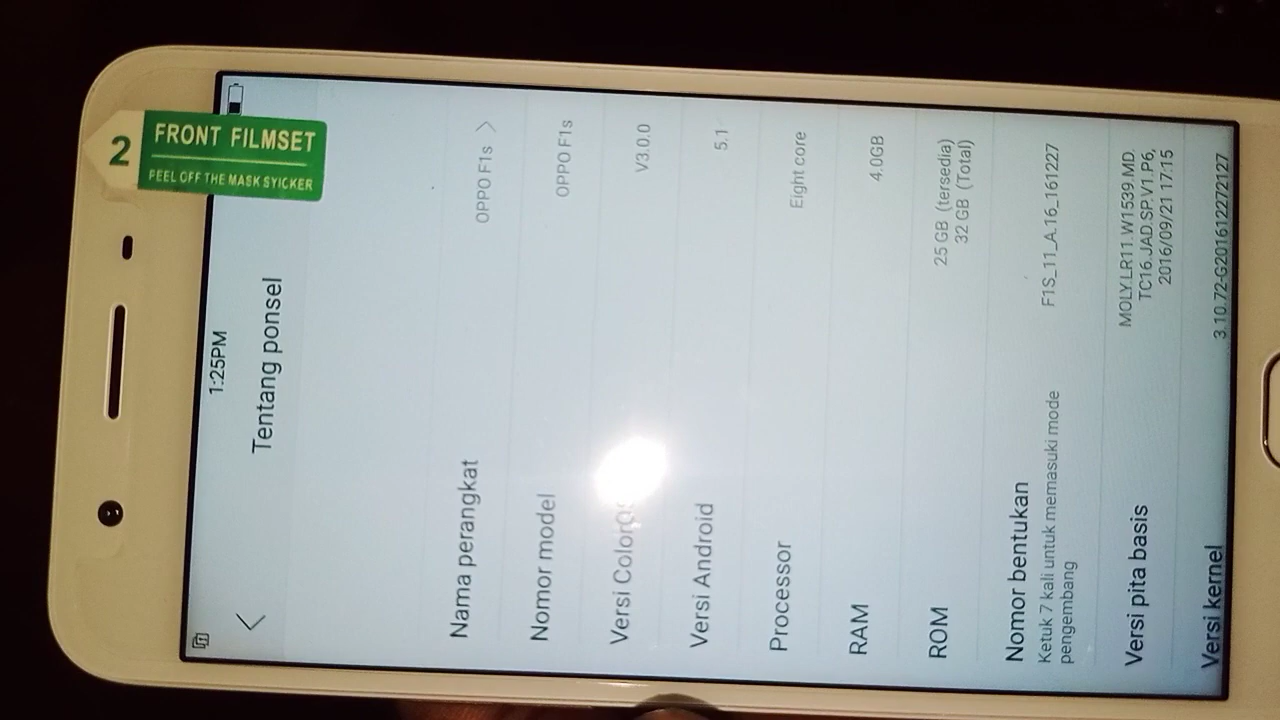 2
FRONT FILMSET
PEEL OFF THE MASK SYICKER
1:25PM
Tentang ponsel
Nama perangkat OPPO F1s
Nomor model OPPO F1s
Versi ColorOS V3.0.0
Versi Android 5.1
Processor Eight core
RAM 4.0GB
ROM 25 GB (tersedia)
32 GB (Total)
Nomor bentukan
Ketuk 7 kali untuk memasuki mode
pengembang
F1S_11_A.16_161227
Versi pita basis MOLY.LR11.W1539.MD.
TC16.JAD.SP.V1.P6,
2016/09/21 17:15
Versi kernel 3.10.72-G201612272127